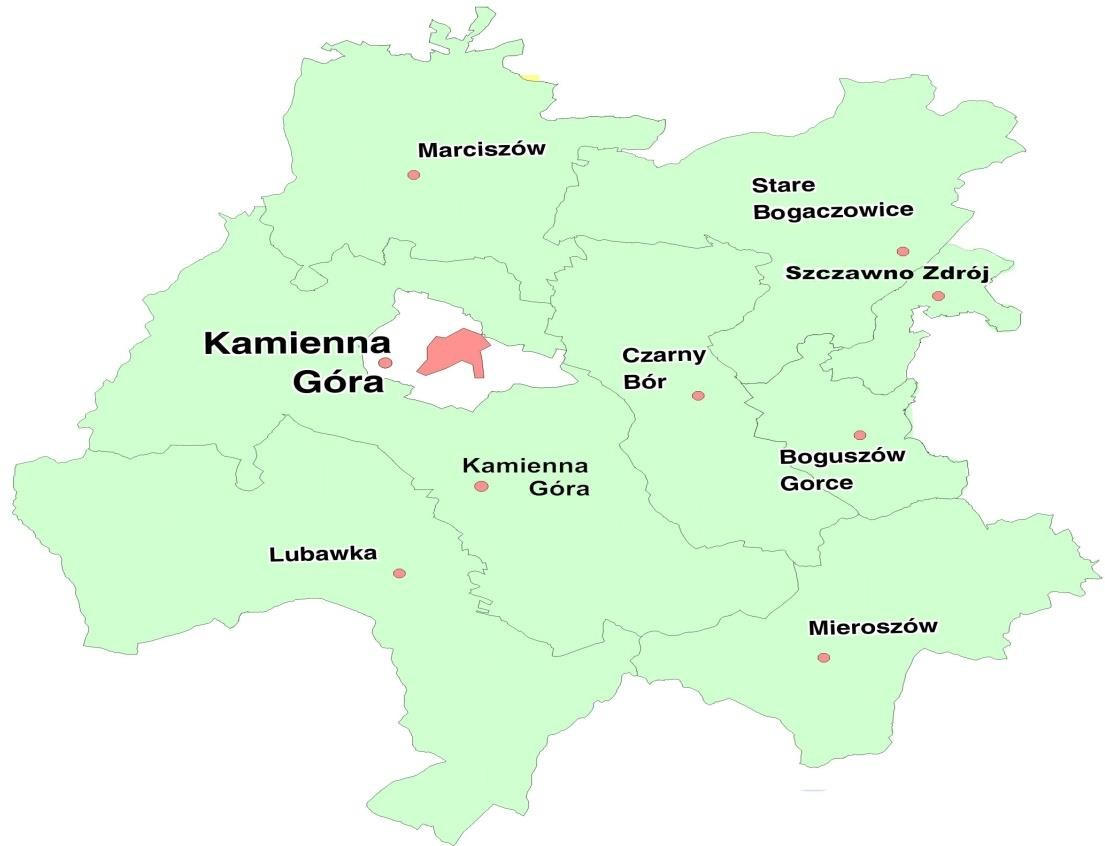 Marciszów
Stare
Bogaczowice
Szczawno Zdrój
Kamienna
Góra
Czarny
Bór
Boguszów
Gorce
Kamienna
Góra
Lubawka
Mieroszów